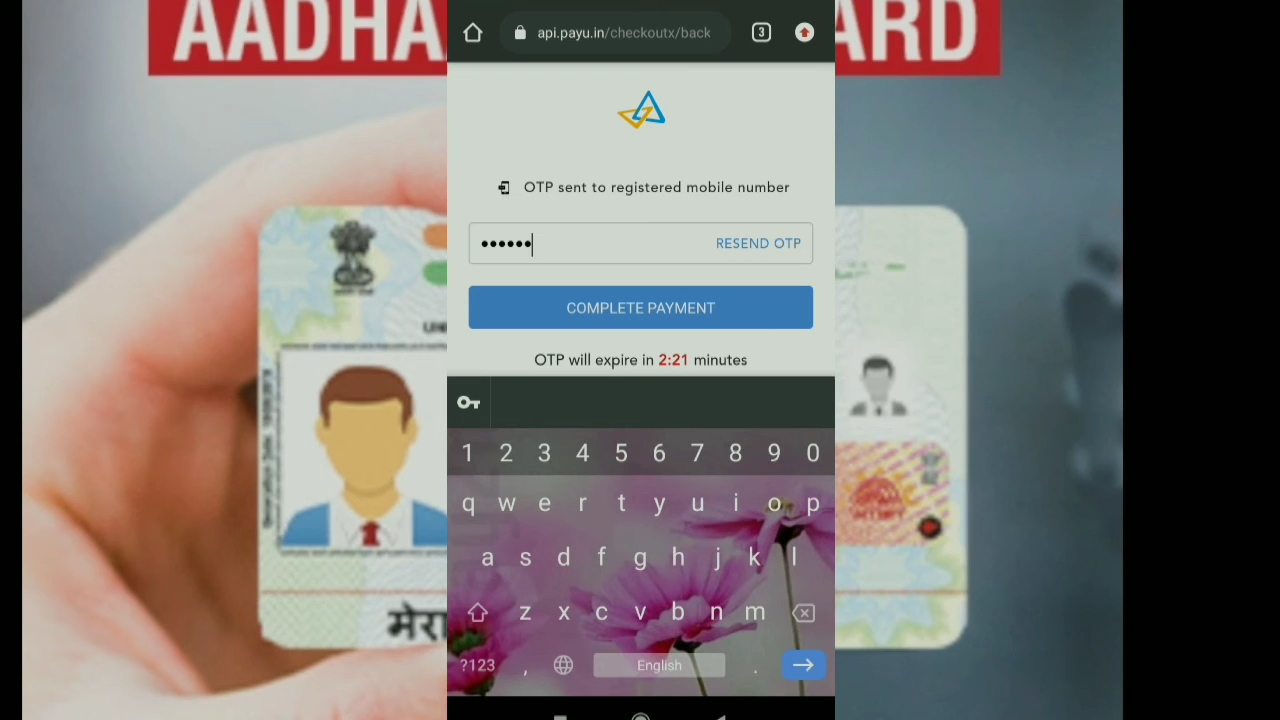 AADHA
ARD
3
api.payu.in/checkoutx/back
OTP sent to registered mobile number
••••••
RESEND OTP
COMPLETE PAYMENT
OTP will expire in 2:21 minutes
1 2 3 4 5 6 7 8 9 0
q w e r t y u i o p
a s d f g h j k l
z x c v b n m
?123 , English .
मेरा